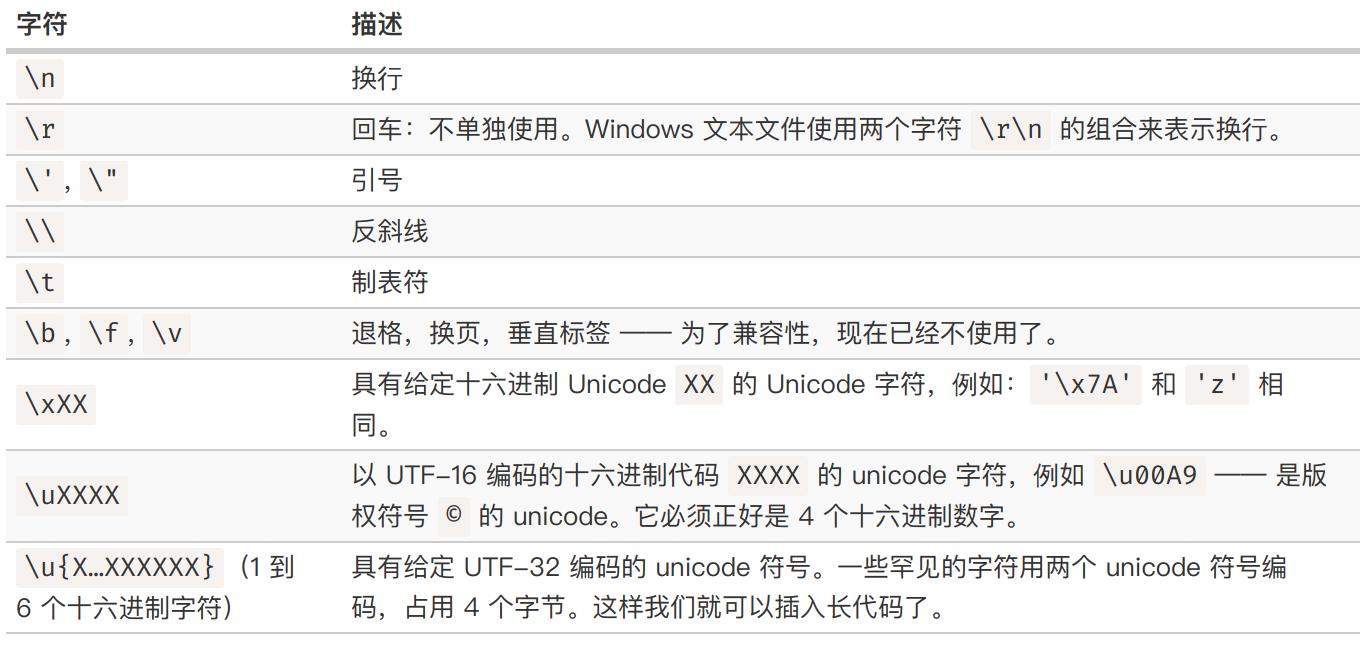 字符 描述
\n 换行
\r 回车：不单独使用。Windows 文本文件使用两个字符 \r\n 的组合来表示换行。
\', \" 引号
\\ 反斜线
\t 制表符
\b, \f, \v 退格，换页，垂直标签 —— 为了兼容性，现在已经不使用了。
\xXX 具有给定十六进制 Unicode XX 的 Unicode 字符，例如：'\x7A' 和 'z' 相
同。
\uXXXX 以 UTF-16 编码的十六进制代码 XXXX 的 unicode 字符，例如 \u00A9 —— 是版
权符号 © 的 unicode。它必须正好是 4 个十六进制数字。
\u{X…XXXXXX}（1 到 具有给定 UTF-32 编码的 unicode 符号。一些罕见的字符用两个 unicode 符号编
6 个十六进制字符） 码，占用 4 个字节。这样我们就可以插入长代码了。